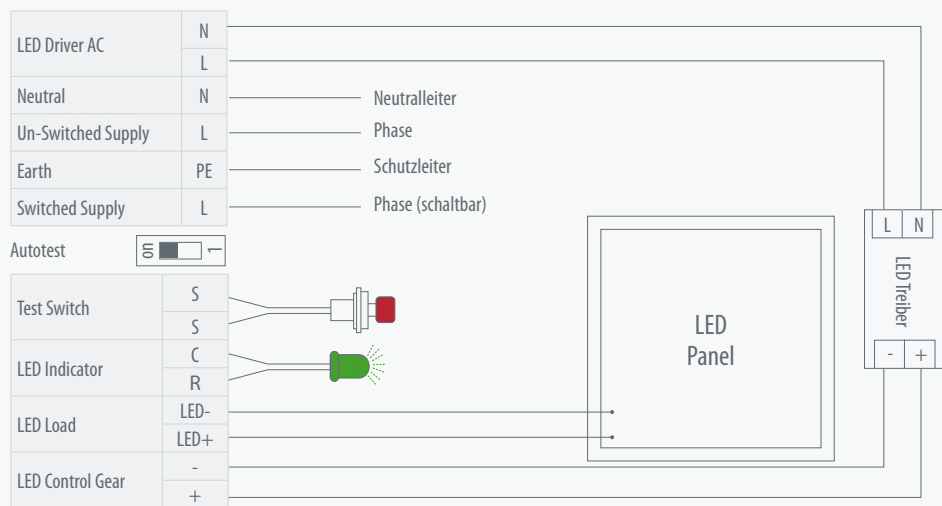 LED Driver AC N
L
Neutral N Neutralleiter
Un-Switched Supply L Phase
Earth PE Schutzleiter
Switched Supply L Phase (schaltbar)
Autotest on 1
Test Switch S
S
LED Indicator C
R
LED Load LED-
LED+
LED Control Gear -
+
LED
Panel
L N
LED Treiber
- +